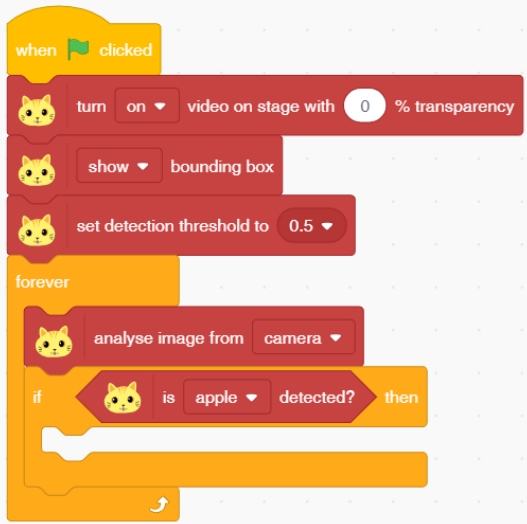 when clicked
turn on video on stage with 0 % transparency
show bounding box
set detection threshold to 0.5
forever
analyse image from camera
if is apple detected? then